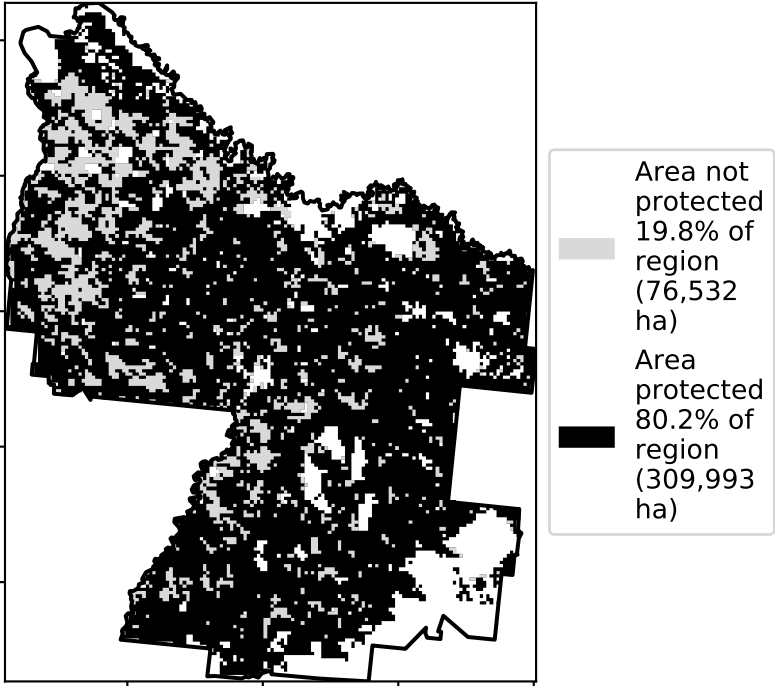 Area not
protected
19.8% of
region
(76,532
ha)
Area
protected
80.2% of
region
(309,993
ha)